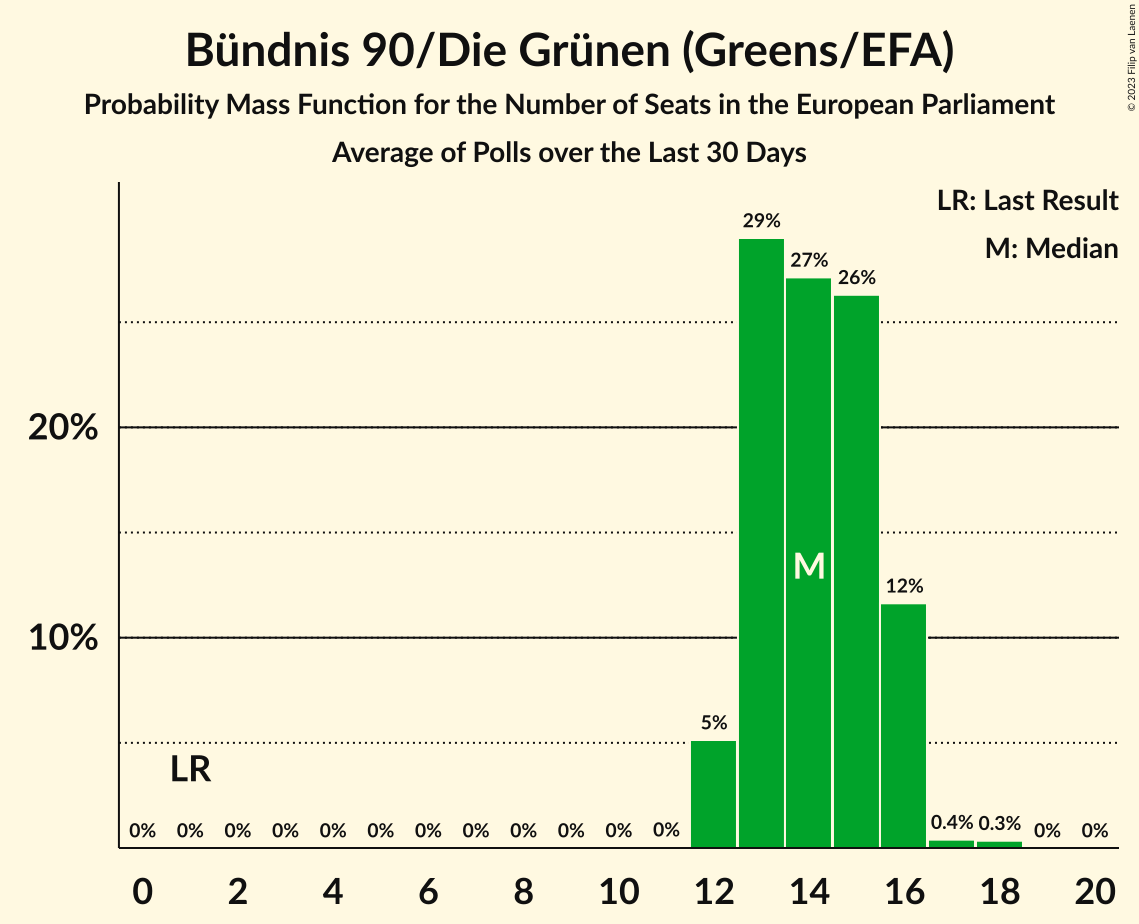 Bündnis 90/Die Grünen (Greens/EFA)
Probability Mass Function for the Number of Seats in the European Parliament
Average of Polls over the Last 30 Days
© 2023 Filip van Laenen
LR: Last Result
M: Median
29%
27%
26%
20%
M
12%
10%
5%
LR
0% 0% 0% 0% 0% 0% 0% 0% 0% 0% 0% 0% 0.4% 0.3% 0% 0%
0 2 4 6 8 10 12 14 16 18 20